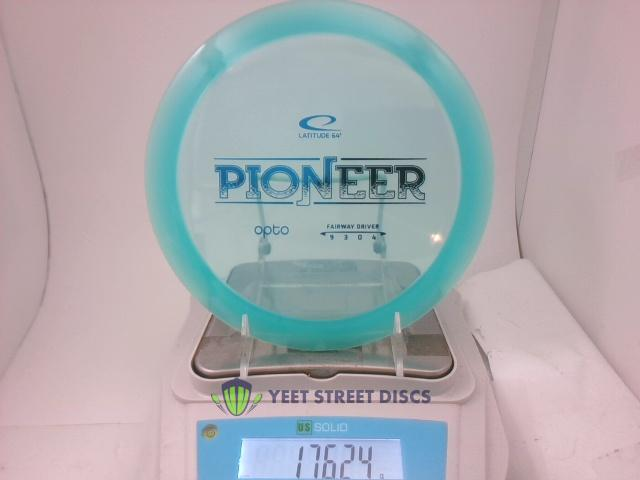 LATITUDE 64°
PIONEER
opto
FAIRWAY DRIVER
9 3 0 4
YEET STREET DISCS
US SOLID
176.24 g